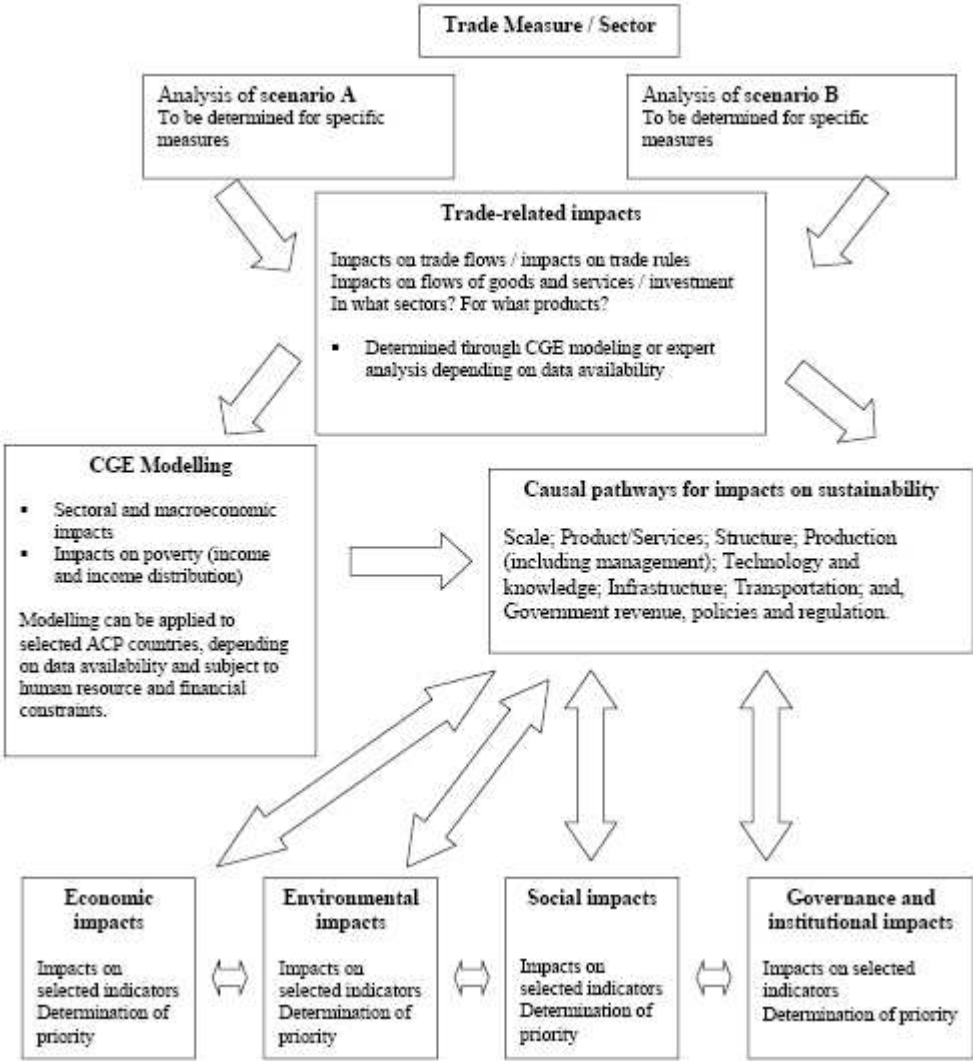 Trade Measure / Sector
Analysis of scenario A
To be determined for specific
measures
Analysis of scenario B
To be determined for specific
measures
Trade-related impacts
Impacts on trade flows / impacts on trade rules
Impacts on flows of goods and services / investment
In what sectors? For what products?
▪ Determined through CGE modeling or expert
analysis depending on data availability
CGE Modelling
▪ Sectoral and macroeconomic
impacts
▪ Impacts on poverty (income
and income distribution)
Modelling can be applied to
selected ACP countries, depending
on data availability and subject to
human resource and financial
constraints.
Causal pathways for impacts on sustainability
Scale; Product/Services; Structure; Production
(including management); Technology and
knowledge; Infrastructure; Transportation; and,
Government revenue, policies and regulation.
Economic
impacts
Impacts on
selected indicators
Determination of
priority
Environmental
impacts
Impacts on
selected indicators
Determination of
priority
Social impacts
Impacts on
selected indicators
Determination of
priority
Governance and
institutional impacts
Impacts on selected
indicators
Determination of priority